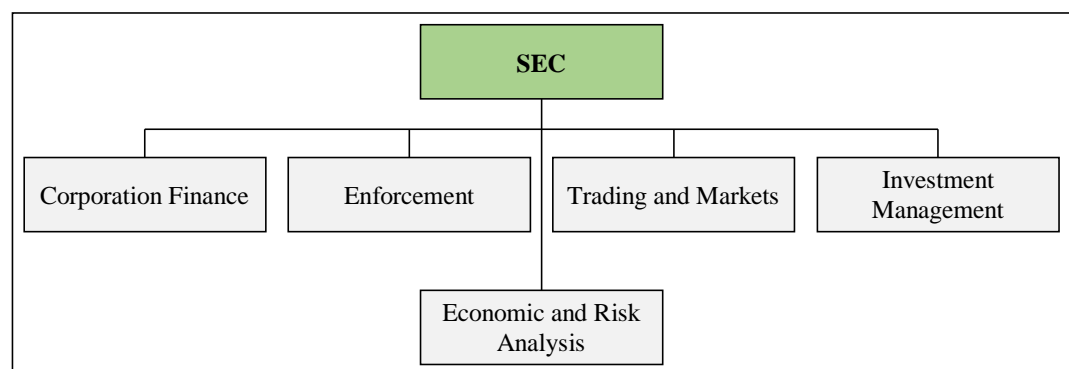 SEC
Corporation Finance
Enforcement
Trading and Markets
Investment
Management
Economic and Risk
Analysis